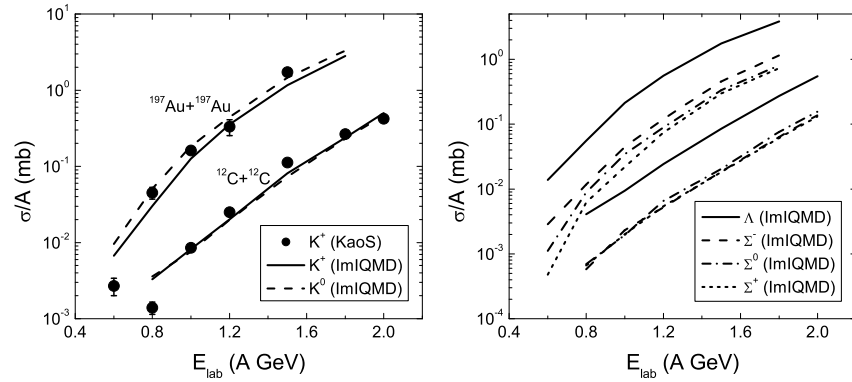 10¹
10⁰
10⁻¹
10⁻²
10⁻³
σ/A (mb)
¹⁹⁷Au+¹⁹⁷Au
¹²C+¹²C
K⁺ (KaoS)
K⁺ (ImIQMD)
K⁰ (ImIQMD)
0.4 0.8 1.2 1.6 2.0
E_lab (A GeV)
10⁰
10⁻¹
10⁻²
10⁻³
10⁻⁴
σ/A (mb)
Λ (ImIQMD)
Σ⁻ (ImIQMD)
Σ⁰ (ImIQMD)
Σ⁺ (ImIQMD)
0.4 0.8 1.2 1.6 2.0
E_lab (A GeV)